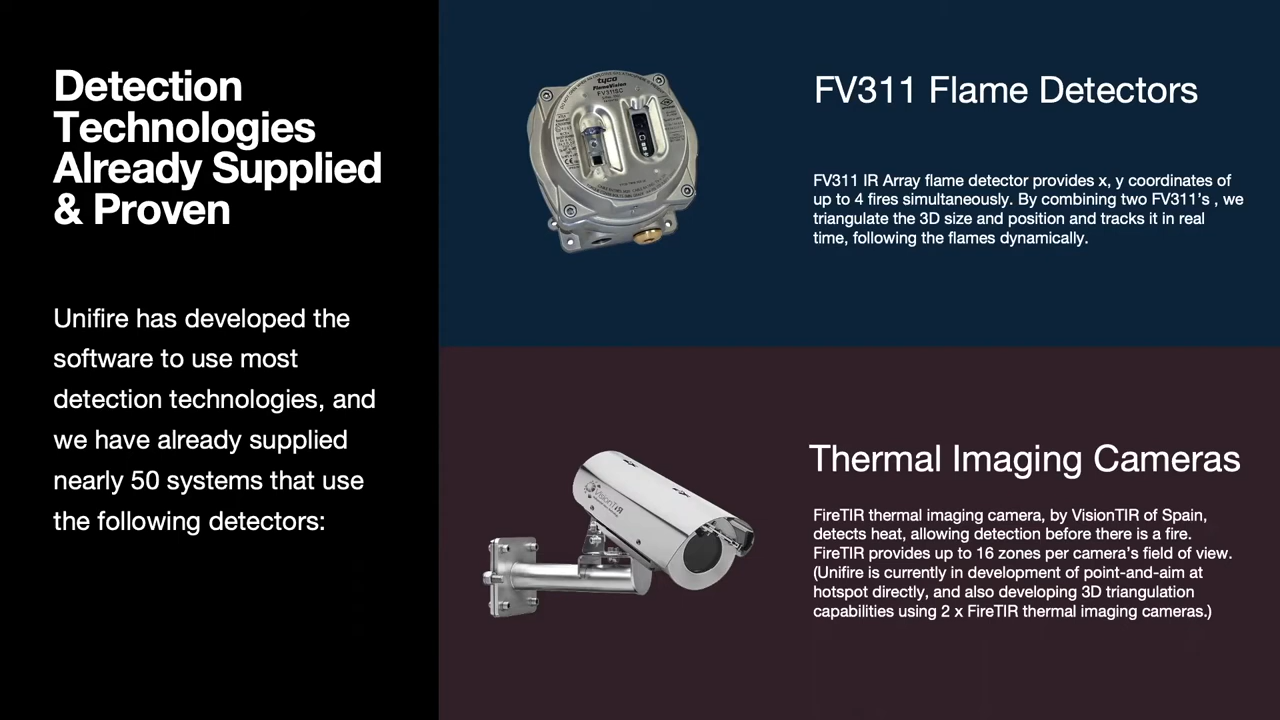 Detection
Technologies
Already Supplied
& Proven
Unifire has developed the
software to use most
detection technologies, and
we have already supplied
nearly 50 systems that use
the following detectors:
tyco
FlameVision
FV311SC
FV311 Flame Detectors
FV311 IR Array flame detector provides x, y coordinates of
up to 4 fires simultaneously. By combining two FV311's , we
triangulate the 3D size and position and tracks it in real
time, following the flames dynamically.
VisionTIR
Thermal Imaging Cameras
FireTIR thermal imaging camera, by VisionTIR of Spain,
detects heat, allowing detection before there is a fire.
FireTIR provides up to 16 zones per camera's field of view.
(Unifire is currently in development of point-and-aim at
hotspot directly, and also developing 3D triangulation
capabilities using 2 x FireTIR thermal imaging cameras.)